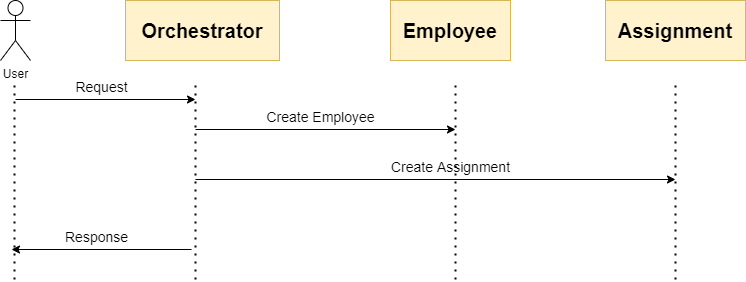 Orchestrator
Employee
Assignment
User
Request
Create Employee
Create Assignment
Response